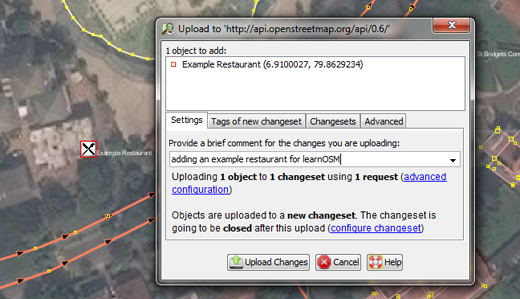 Upload to 'http://api.openstreetmap.org/api/0.6/'
1 object to add:
Example Restaurant (6.9100027, 79.8629234)
Settings
Tags of new changeset
Changesets
Advanced
Provide a brief comment for the changes you are uploading:
adding an example restaurant for learnOSM
Uploading 1 object to 1 changeset using 1 request (advanced
configuration)
Objects are uploaded to a new changeset. The changeset is
going to be closed after this upload (configure changeset)
Upload Changes
Cancel
Help
Example Restaurant
St Bridgets Con